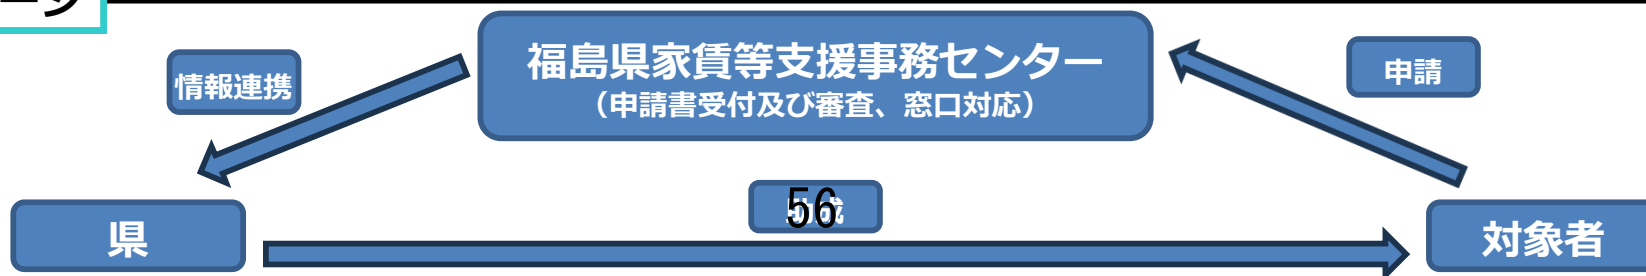 福島県家賃等支援事務センター
(申請書受付及び審査、窓口対応)
情報連携
申請
56
県
対象者